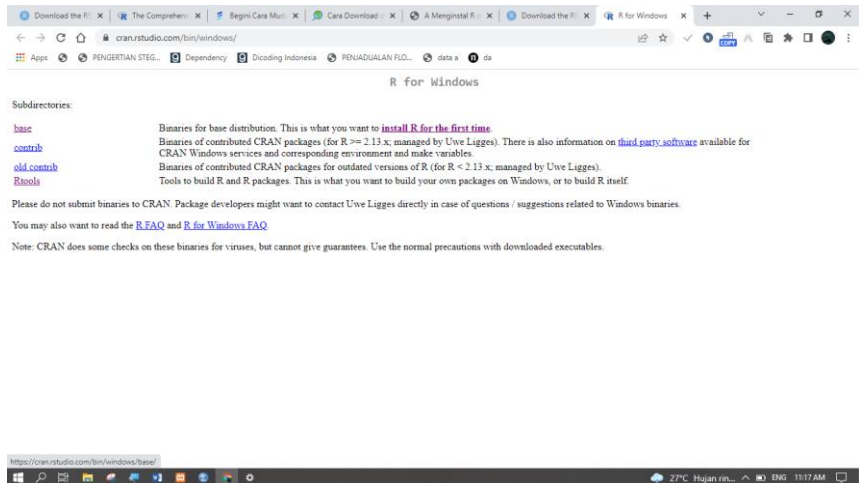 Download the RS
The Comprehens
Begini Cara Mud
Cara Download
A Menginstal R d
Download the R
R for Windows
cran.rstudio.com/bin/windows/
Apps
PENGERTIAN STEG...
Dependency
Dicoding Indonesia
PENJADUALAN FLO...
data a
da
COPY
R for Windows
Subdirectories:
base Binaries for base distribution. This is what you want to install R for the first time.
contrib Binaries of contributed CRAN packages (for R >= 2.13.x; managed by Uwe Ligges). There is also information on third party software available for
CRAN Windows services and corresponding environment and make variables.
old contrib Binaries of contributed CRAN packages for outdated versions of R (for R < 2.13.x; managed by Uwe Ligges).
Rtools Tools to build R and R packages. This is what you want to build your own packages on Windows, or to build R itself.
Please do not submit binaries to CRAN. Package developers might want to contact Uwe Ligges directly in case of questions / suggestions related to Windows binaries.
You may also want to read the R FAQ and R for Windows FAQ.
Note: CRAN does some checks on these binaries for viruses, but cannot give guarantees. Use the normal precautions with downloaded executables.
https://cran.rstudio.com/bin/windows/base/
27°C Hujan rin... ENG 11:17 AM